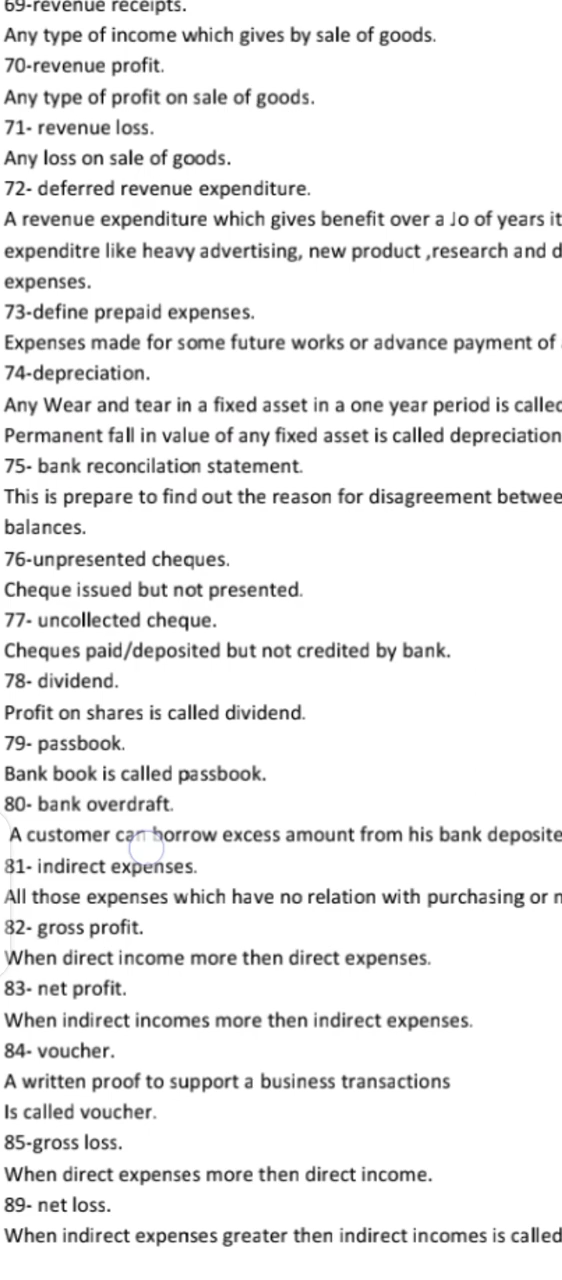 69-revenue receipts.
Any type of income which gives by sale of goods.
70-revenue profit.
Any type of profit on sale of goods.
71- revenue loss.
Any loss on sale of goods.
72- deferred revenue expenditure.
A revenue expenditure which gives benefit over a of years it
expenditre like heavy advertising, new product ,research and d
expenses.
73-define prepaid expenses.
Expenses made for some future works or advance payment of
74-depreciation.
Any Wear and tear in a fixed asset in a one year period is called
Permanent fall in value of any fixed asset is called depreciation
75- bank reconcilation statement.
This is prepare to find out the reason for disagreement betwee
balances.
76-unpresented cheques.
Cheque issued but not presented.
77- uncollected cheque.
Cheques paid/deposited but not credited by bank.
78- dividend.
Profit on shares is called dividend.
79- passbook.
Bank book is called passbook.
80- bank overdraft.
A customer can borrow excess amount from his bank deposite
81- indirect expenses.
All those expenses which have no relation with purchasing or
82- gross profit.
When direct income more then direct expenses.
83- net profit.
When indirect incomes more then indirect expenses.
84- voucher.
A written proof to support a business transactions
Is called voucher.
85-gross loss.
When direct expenses more then direct income.
89- net loss.
When indirect expenses greater then indirect incomes is called